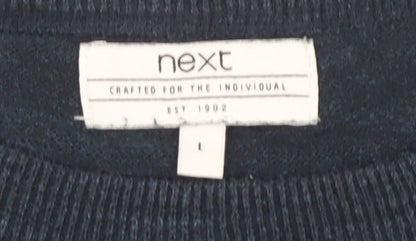 next
CRAFTED FOR THE INDIVIDUAL
EST 1982
L